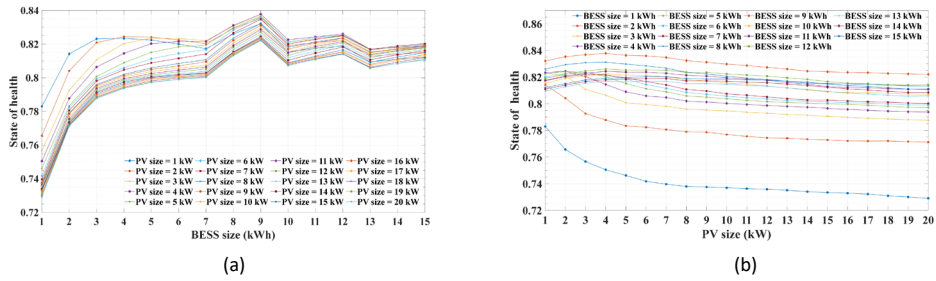 0.84
0.82
0.8
0.78
0.76
0.74
0.72
State of health
PV size = 1 kW PV size = 6 kW PV size = 11 kW PV size = 16 kW
PV size = 2 kW PV size = 7 kW PV size = 12 kW PV size = 17 kW
PV size = 3 kW PV size = 8 kW PV size = 13 kW PV size = 18 kW
PV size = 4 kW PV size = 9 kW PV size = 14 kW PV size = 19 kW
PV size = 5 kW PV size = 10 kW PV size = 15 kW PV size = 20 kW
1 2 3 4 5 6 7 8 9 10 11 12 13 14 15
BESS size (kWh)
(a)
0.86
0.84
0.82
0.8
0.78
0.76
0.74
0.72
State of health
BESS size = 1 kWh BESS size = 5 kWh BESS size = 9 kWh BESS size = 13 kWh
BESS size = 2 kWh BESS size = 6 kWh BESS size = 10 kWh BESS size = 14 kWh
BESS size = 3 kWh BESS size = 7 kWh BESS size = 11 kWh BESS size = 15 kWh
BESS size = 4 kWh BESS size = 8 kWh BESS size = 12 kWh
1 2 3 4 5 6 7 8 9 10 11 12 13 14 15 16 17 18 19 20
PV size (kW)
(b)